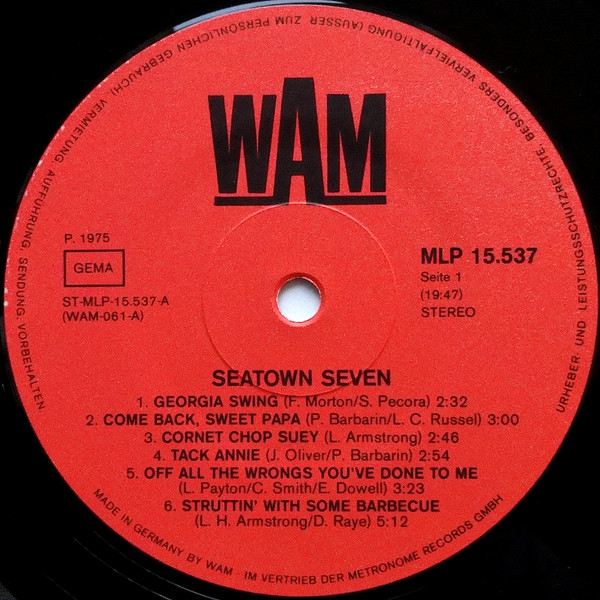 URHEBER- UND LEISTUNGSSCHUTZRECHTE, BESONDERS VERVIELFÄLTIGUNG (AUSSER ZUM PERSÖNLICHEN GEBRAUCH), VERMIETUNG, AUFFÜHRUNG, SENDUNG, VORBEHALTEN
WAM
P. 1975
GEMA
ST-MLP-15.537-A
(WAM-061-A)
MLP 15.537
Seite 1
(19:47)
STEREO
SEATOWN SEVEN
1. GEORGIA SWING (F. Morton/S. Pecora) 2:32
2. COME BACK, SWEET PAPA (P. Barbarin/L. C. Russel) 3:00
3. CORNET CHOP SUEY (L. Armstrong) 2:46
4. TACK ANNIE (J. Oliver/P. Barbarin) 2:54
5. OFF ALL THE WRONGS YOU'VE DONE TO ME
(L. Payton/C. Smith/E. Dowell) 3:23
6. STRUTTIN' WITH SOME BARBECUE
(L. H. Armstrong/D. Raye) 5:12
MADE IN GERMANY BY WAM · IM VERTRIEB DER METRONOME RECORDS GMBH